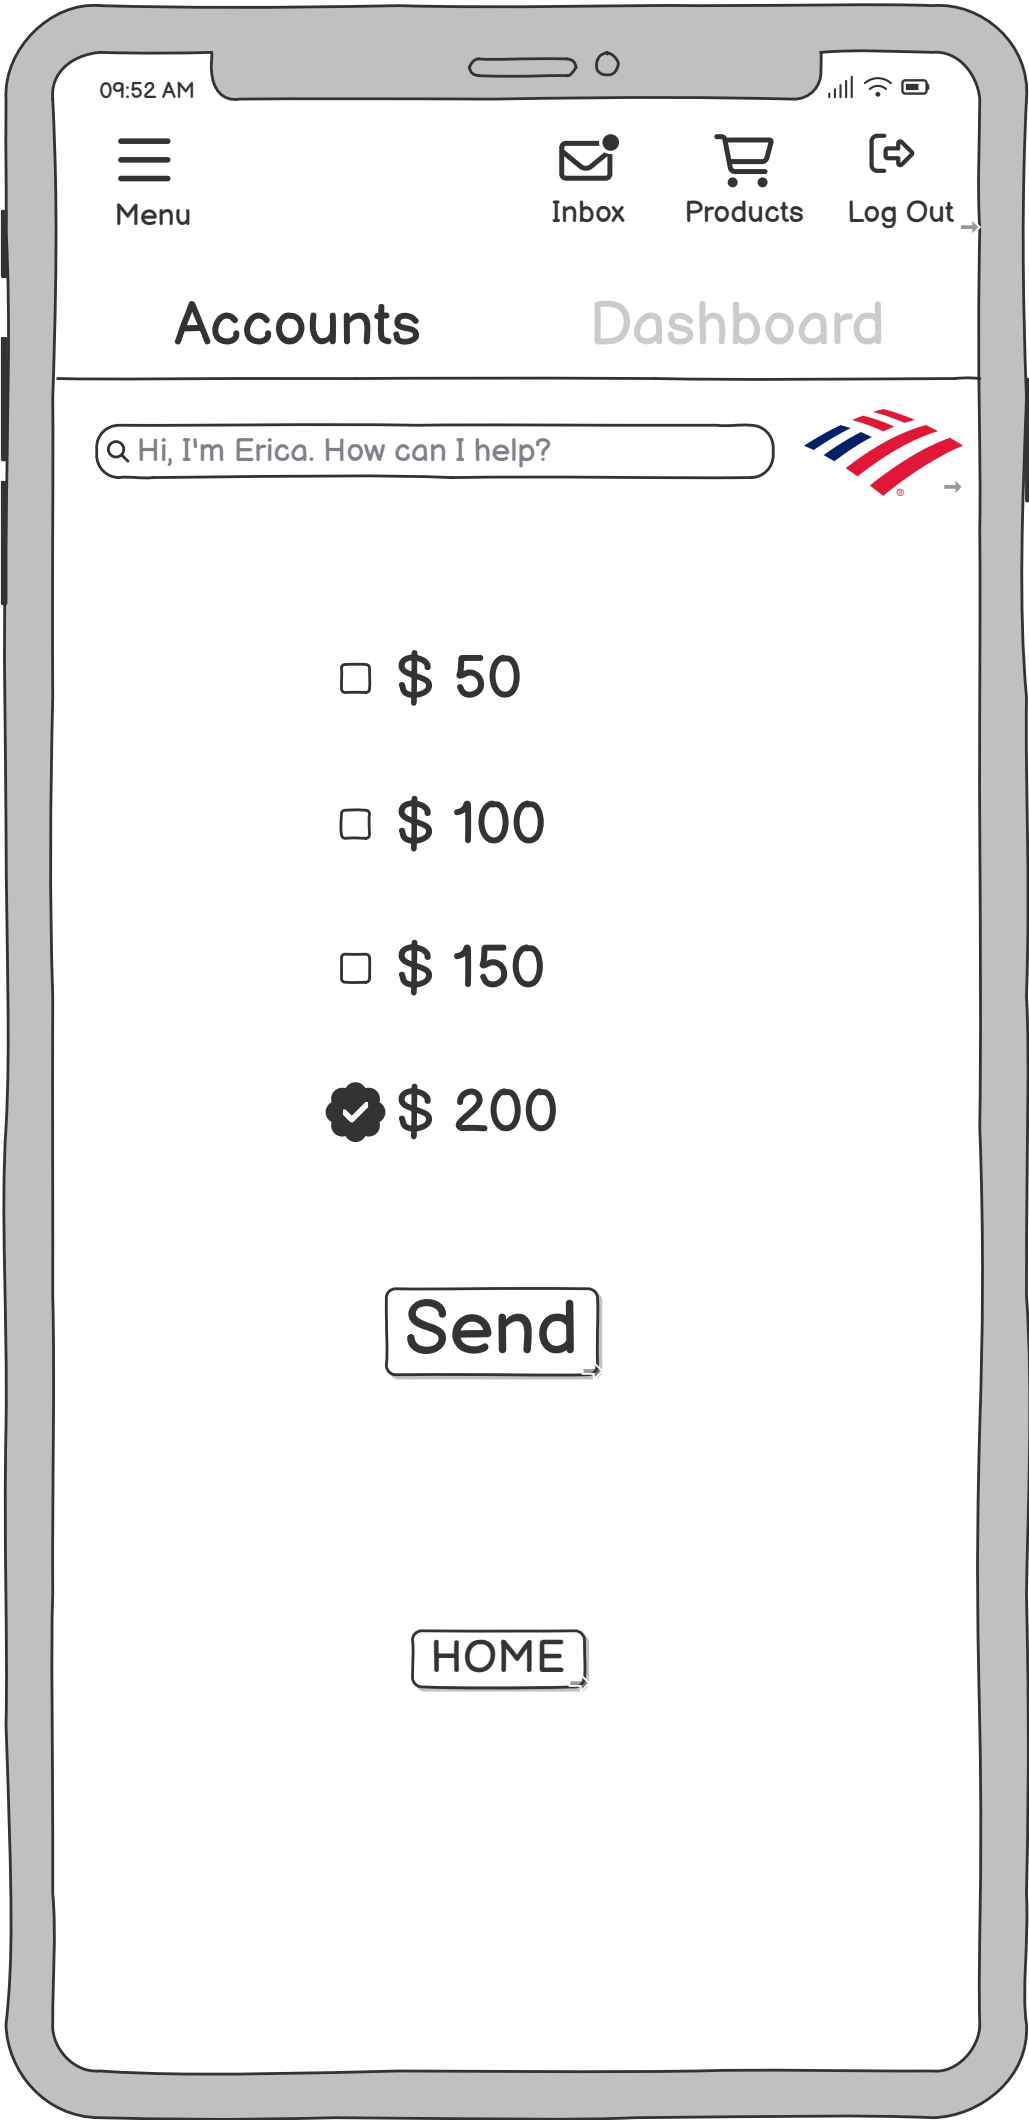 09:52 AM
Menu
Inbox
Products
Log Out
Accounts
Dashboard
Hi, I'm Erica. How can I help?
®
$ 50
$ 100
$ 150
$ 200
Send
HOME